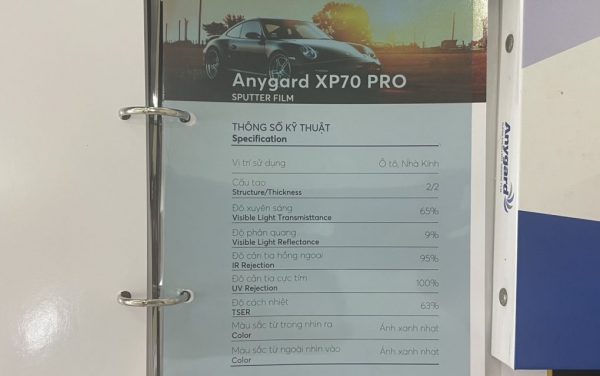 Anygard XP70 PRO
SPUTTER FILM
THÔNG SỐ KỸ THUẬT
Specification
Vị trí sử dụng Ô tô, Nhà Kính
Cấu tạo
Structure/Thickness 2/2
Độ xuyên sáng
Visible Light Transmisttance 65%
Độ phản quang
Visible Light Reflectance 9%
Độ cản tia hồng ngoại
IR Rejection 95%
Độ cản tia cực tím
UV Rejection 100%
Độ cách nhiệt
TSER 63%
Màu sắc từ trong nhìn ra Ánh xanh nhạt
Color
Màu sắc từ ngoài nhìn vào Ánh xanh nhạt
Color
Anygard